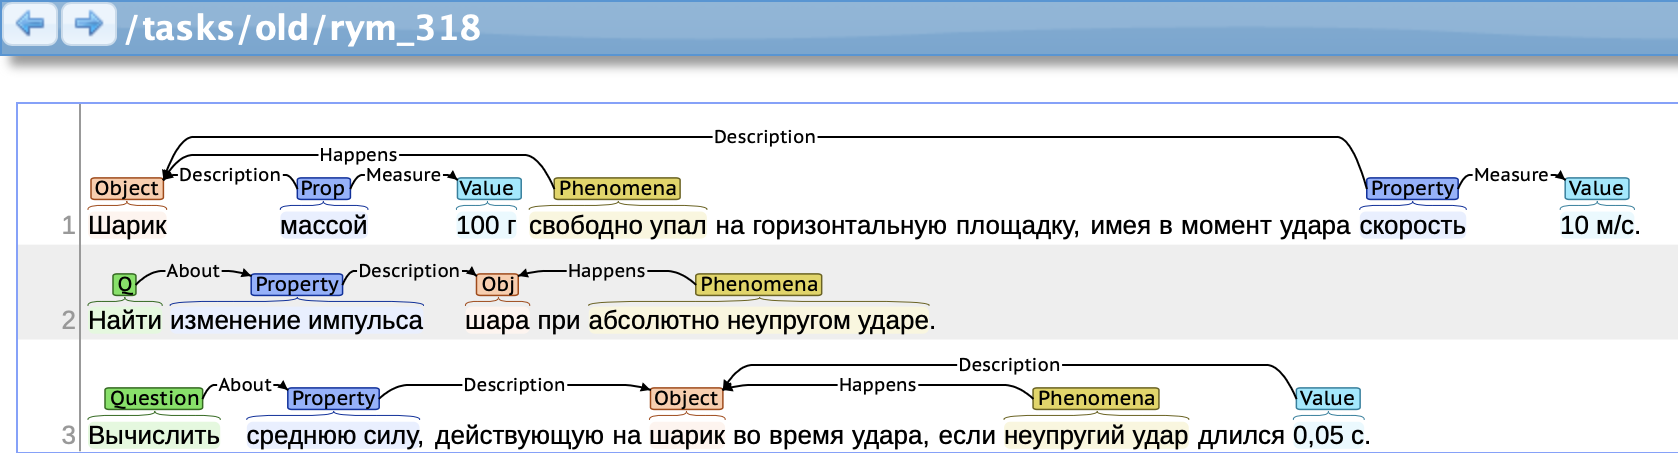 /tasks/old/rym_318
Description
Happens
Description Measure Measure
Object Prop Value Phenomena Property Value
1 Шарик массой 100 г свободно упал на горизонтальную площадку, имея в момент удара скорость 10 м/с.
About Description Happens
Q Property Obj Phenomena
2 Найти изменение импульса шара при абсолютно неупругом ударе.
Description
About Description Happens
Question Property Object Phenomena Value
3 Вычислить среднюю силу, действующую на шарик во время удара, если неупругий удар длился 0,05 с.